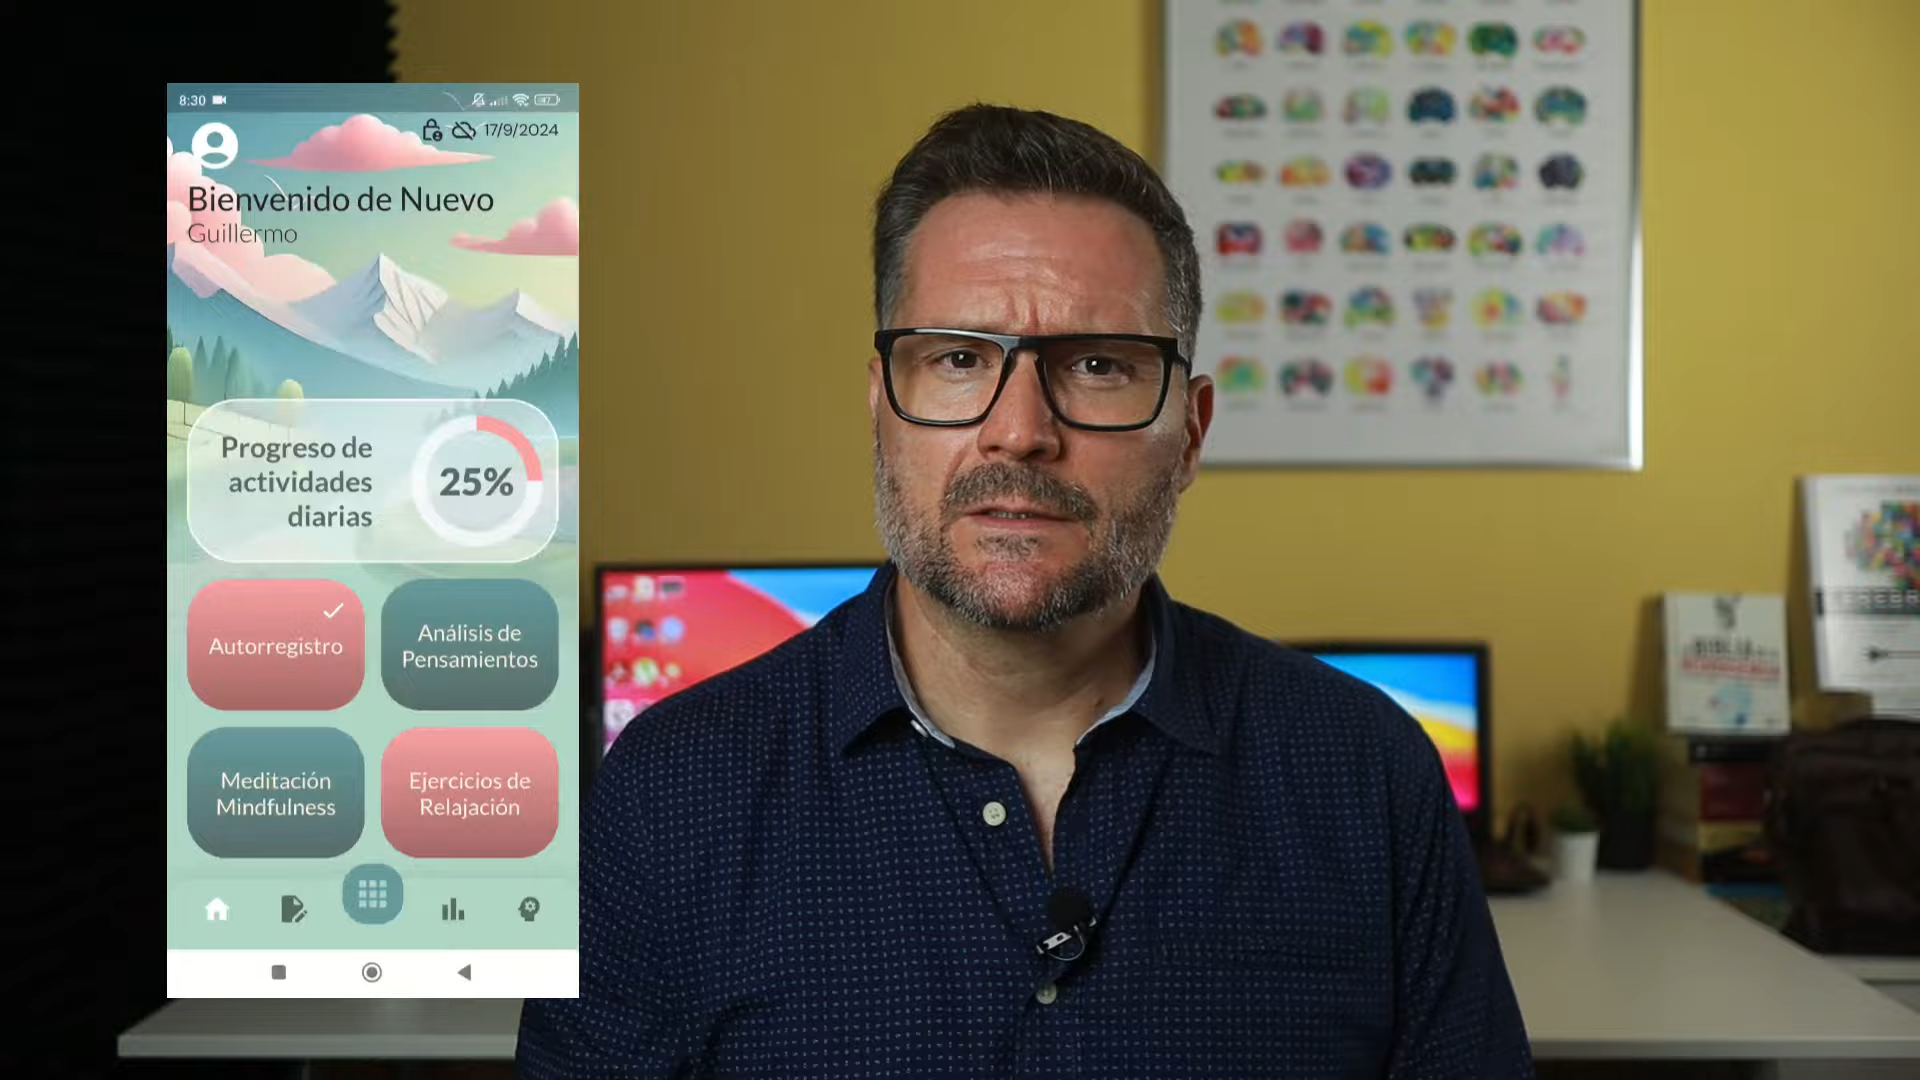 8:30
17/9/2024
Bienvenido de Nuevo
Guillermo
Progreso de
actividades
diarias
25%
Autorregistro
Análisis de
Pensamientos
Meditación
Mindfulness
Ejercicios de
Relajación
BIBLIA